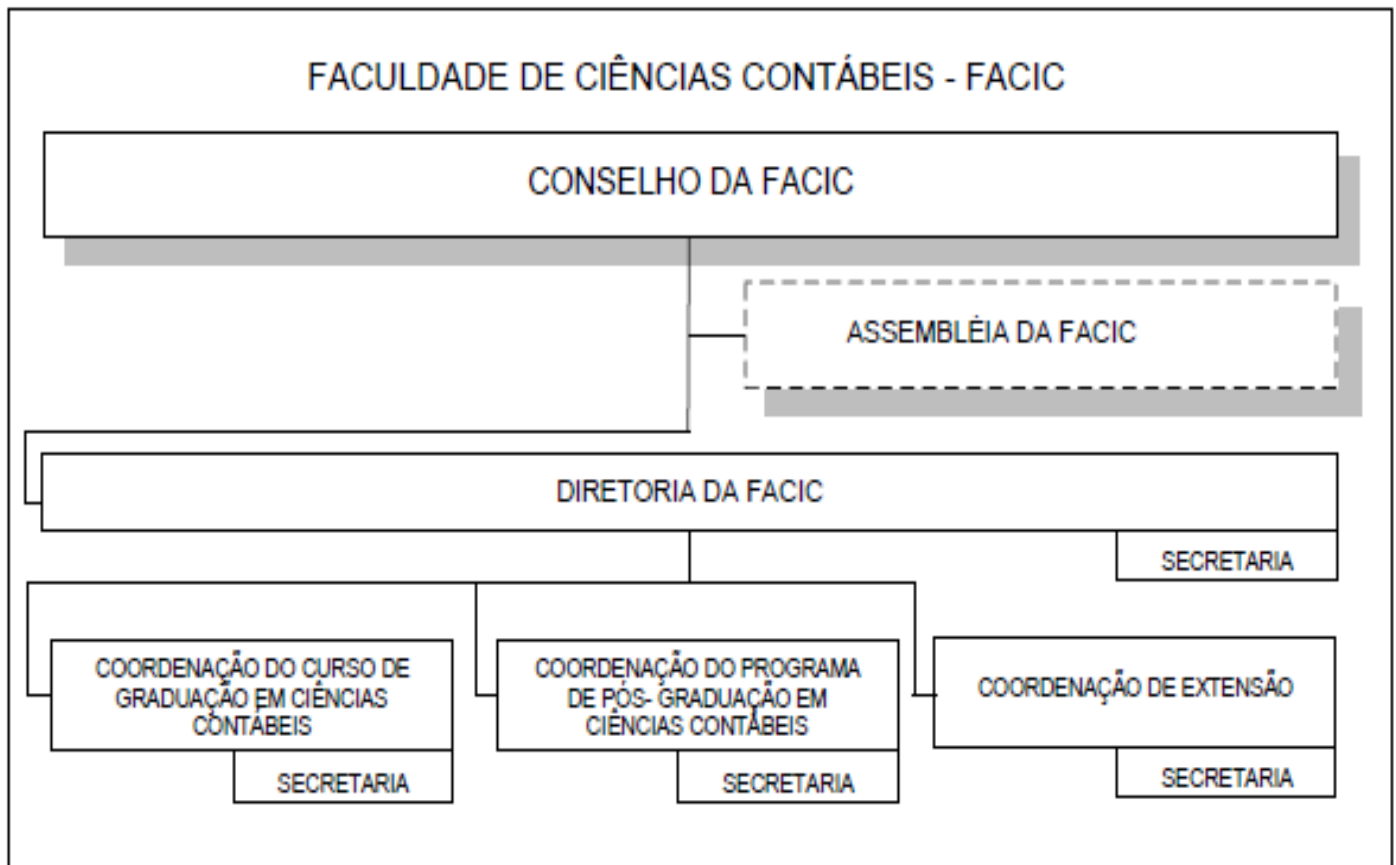 FACULDADE DE CIÊNCIAS CONTÁBEIS - FACIC
CONSELHO DA FACIC
ASSEMBLÉIA DA FACIC
DIRETORIA DA FACIC
SECRETARIA
COORDENAÇÃO DO CURSO DE
GRADUAÇÃO EM CIÊNCIAS
CONTÁBEIS
SECRETARIA
COORDENAÇÃO DO PROGRAMA
DE PÓS- GRADUAÇÃO EM
CIÊNCIAS CONTÁBEIS
SECRETARIA
COORDENAÇÃO DE EXTENSÃO
SECRETARIA